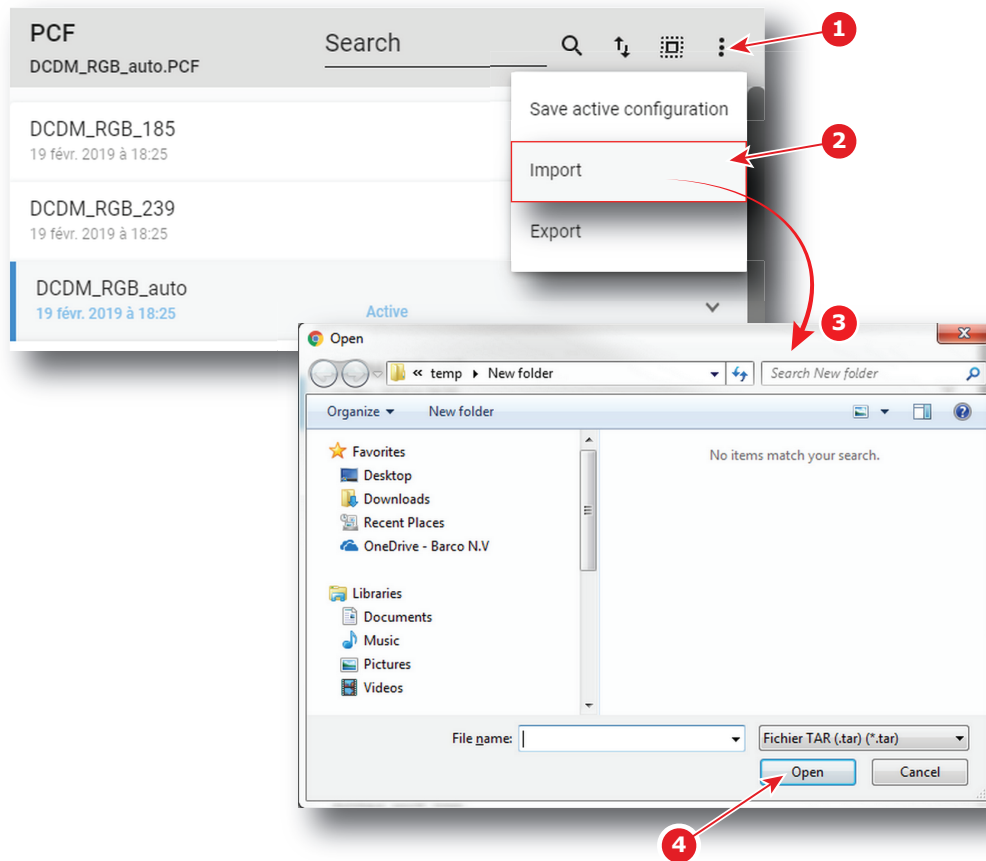 PCF
DCDM_RGB_auto.PCF
Search
1
Save active configuration
2
Import
Export
DCDM_RGB_185
19 févr. 2019 à 18:25
DCDM_RGB_239
19 févr. 2019 à 18:25
DCDM_RGB_auto
19 févr. 2019 à 18:25
Active
3
Open
« temp New folder
Search New folder
Organize New folder
Favorites
Desktop
Downloads
Recent Places
OneDrive - Barco N.V
Libraries
Documents
Music
Pictures
Videos
No items match your search.
File name:
Fichier TAR (.tar) (*.tar)
Open Cancel
4